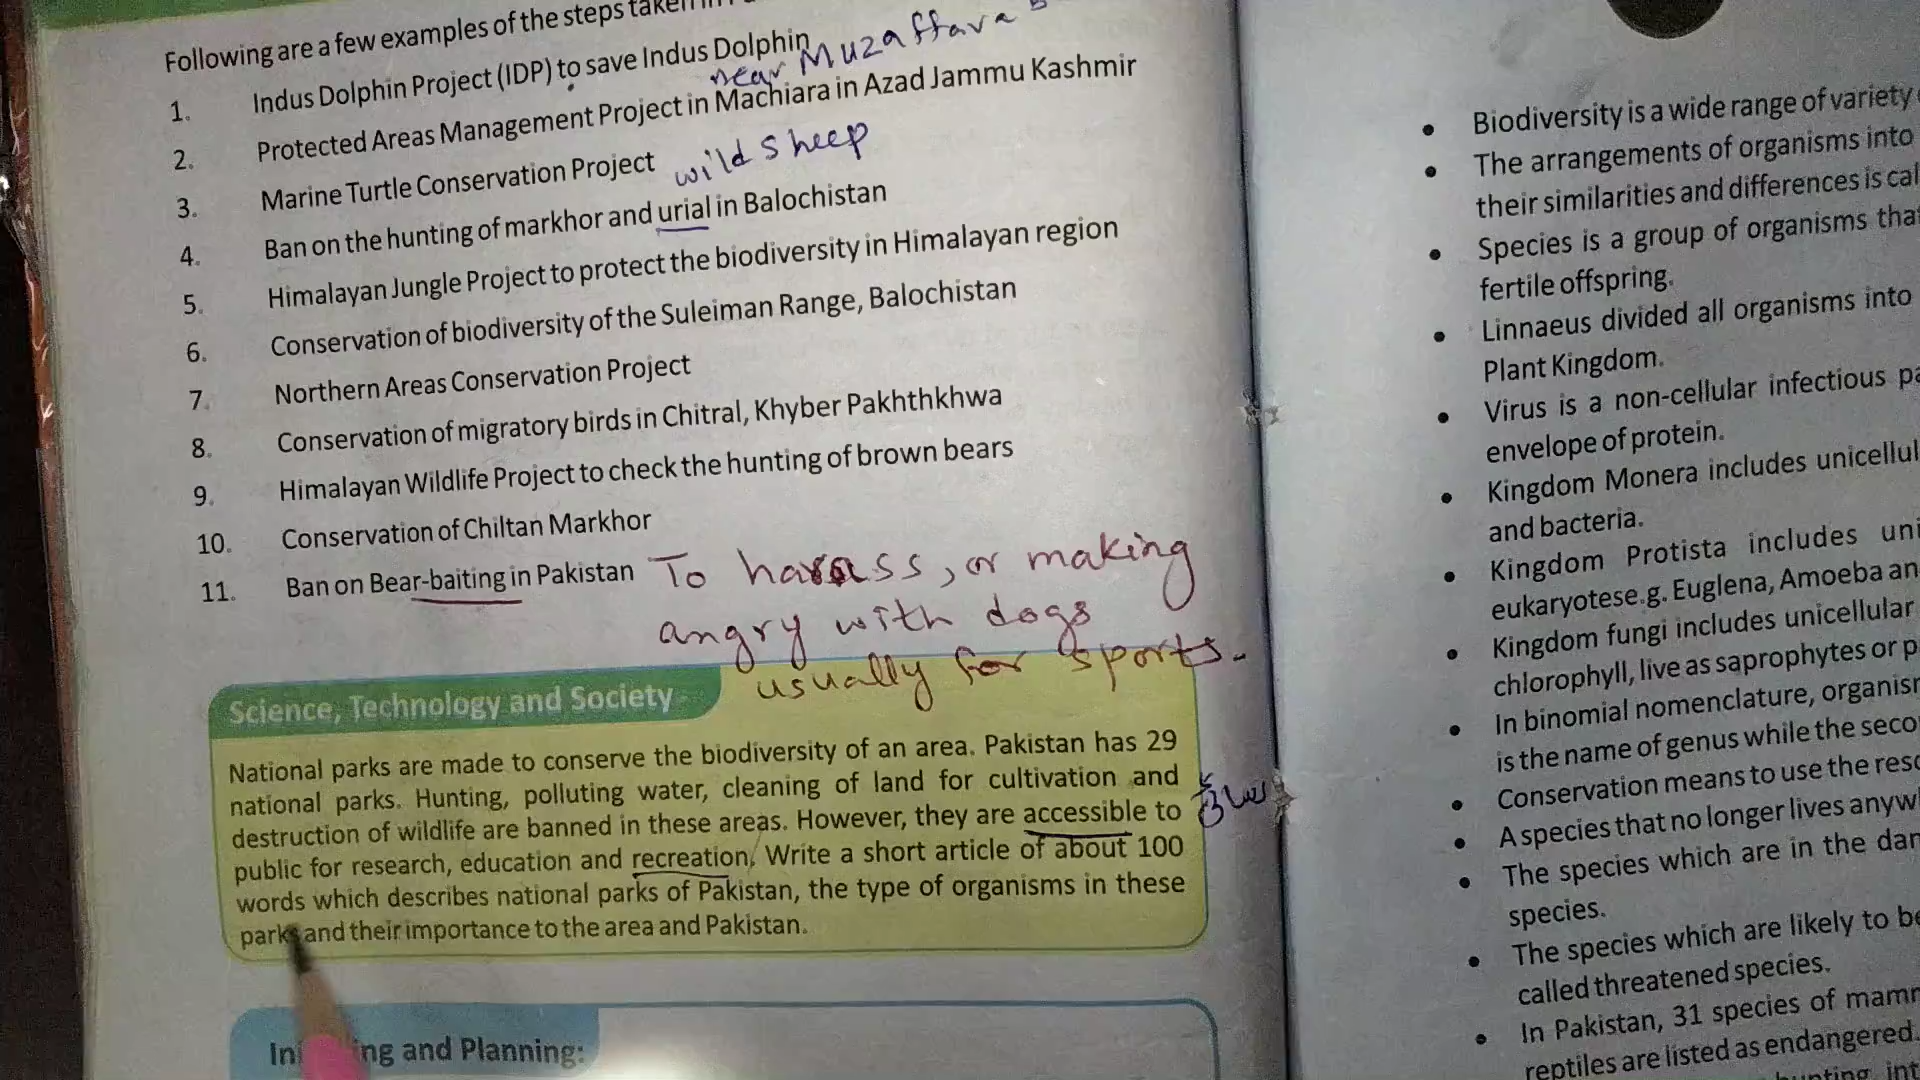 Following are a few examples of the steps taken in
1. Indus Dolphin Project (IDP) to save Indus Dolphin
near Muzaffara
2. Protected Areas Management Project in Machiara in Azad Jammu Kashmir
3. Marine Turtle Conservation Project
wild sheep
4. Ban on the hunting of markhor and urial in Balochistan
5. Himalayan Jungle Project to protect the biodiversity in Himalayan region
6. Conservation of biodiversity of the Suleiman Range, Balochistan
7. Northern Areas Conservation Project
8. Conservation of migratory birds in Chitral, Khyber Pakhthkhwa
9. Himalayan Wildlife Project to check the hunting of brown bears
10. Conservation of Chiltan Markhor
11. Ban on Bear-baiting in Pakistan To harass, or making
angry with dogs
usually for sports.
Science, Technology and Society
National parks are made to conserve the biodiversity of an area. Pakistan has 29
national parks. Hunting, polluting water, cleaning of land for cultivation and
destruction of wildlife are banned in these areas. However, they are accessible to
public for research, education and recreation. Write a short article of about 100
words which describes national parks of Pakistan, the type of organisms in these
parks and their importance to the area and Pakistan.
and Planning:
• Biodiversity is a wide range of variety
• The arrangements of organisms into
their similarities and differences is
• Species is a group of organisms
fertile offspring.
• Linnaeus divided all organisms into
Plant Kingdom.
• Virus is a non-cellular infectious
envelope of protein.
• Kingdom Monera includes
and bacteria.
• Kingdom Protista includes
eukaryotese.g. Euglena, Amoeba
• Kingdom fungi includes unicellular
chlorophyll, live as saprophytes or
• In binomial nomenclature,
is the name of genus while the
• Conservation means to use the
• A species that no longer lives
• The species which are in the
species.
• The species which are likely to
called threatened species.
• In Pakistan, 31 species of
reptiles are listed as endangered.